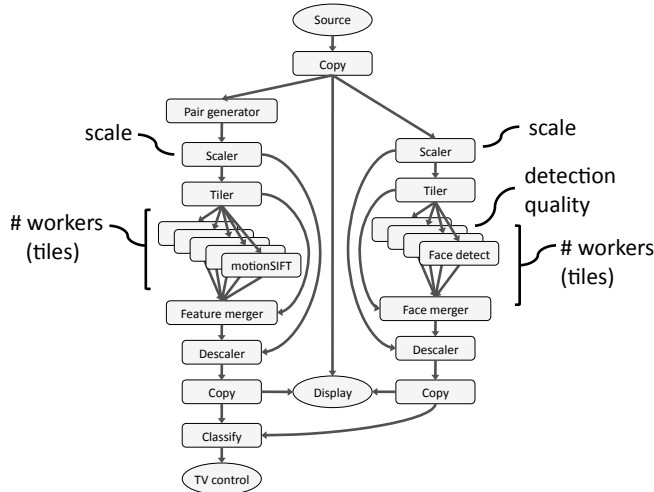 Source
Copy
Pair generator
scale
scale
Scaler
Scaler
Tiler
Tiler
detection
quality
# workers
(tiles)
motionSIFT
Face detect
# workers
(tiles)
Feature merger
Face merger
Descaler
Descaler
Copy
Display
Copy
Classify
TV control